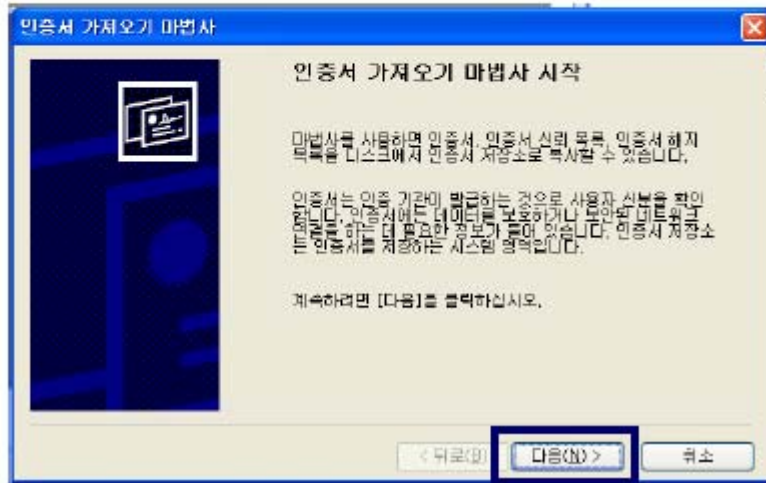 인증서 가져오기 마법사
인증서 가져오기 마법사 시작
마법사를 사용하면 인증서, 인증서 신뢰 목록, 인증서 해지
목록을 디스크에서 인증서 저장소로 복사할 수 있습니다.
인증서는 인증 기관이 발급하는 것으로 사용자 신분을 확인
합니다. 인증서에는 데이터를 보호하거나 보안된 네트워크
연결을 하는 데 필요한 정보가 들어 있습니다. 인증서 저장소
는 인증서를 저장하는 시스템 영역입니다.
계속하려면 [다음]를 클릭하십시오.
< 뒤로(B) 다음(N) > 취소